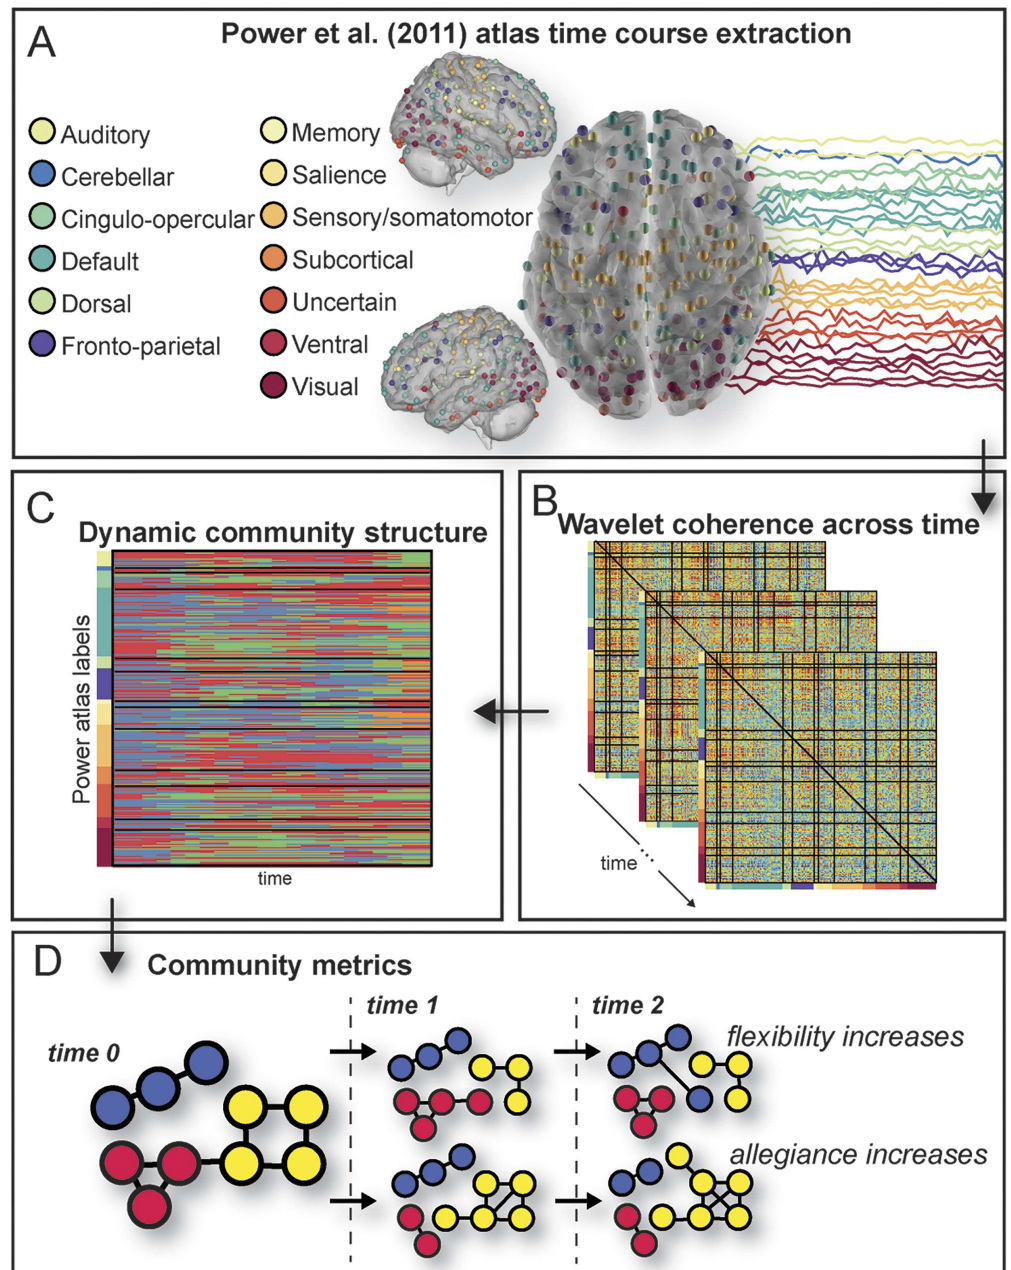 A
Power et al. (2011) atlas time course extraction
Auditory
Cerebellar
Cingulo-opercular
Default
Dorsal
Fronto-parietal
Memory
Salience
Sensory/somatomotor
Subcortical
Uncertain
Ventral
Visual
C
Dynamic community structure
Power atlas labels
time
B
Wavelet coherence across time
time
D
Community metrics
time 0
time 1
time 2
flexibility increases
allegiance increases